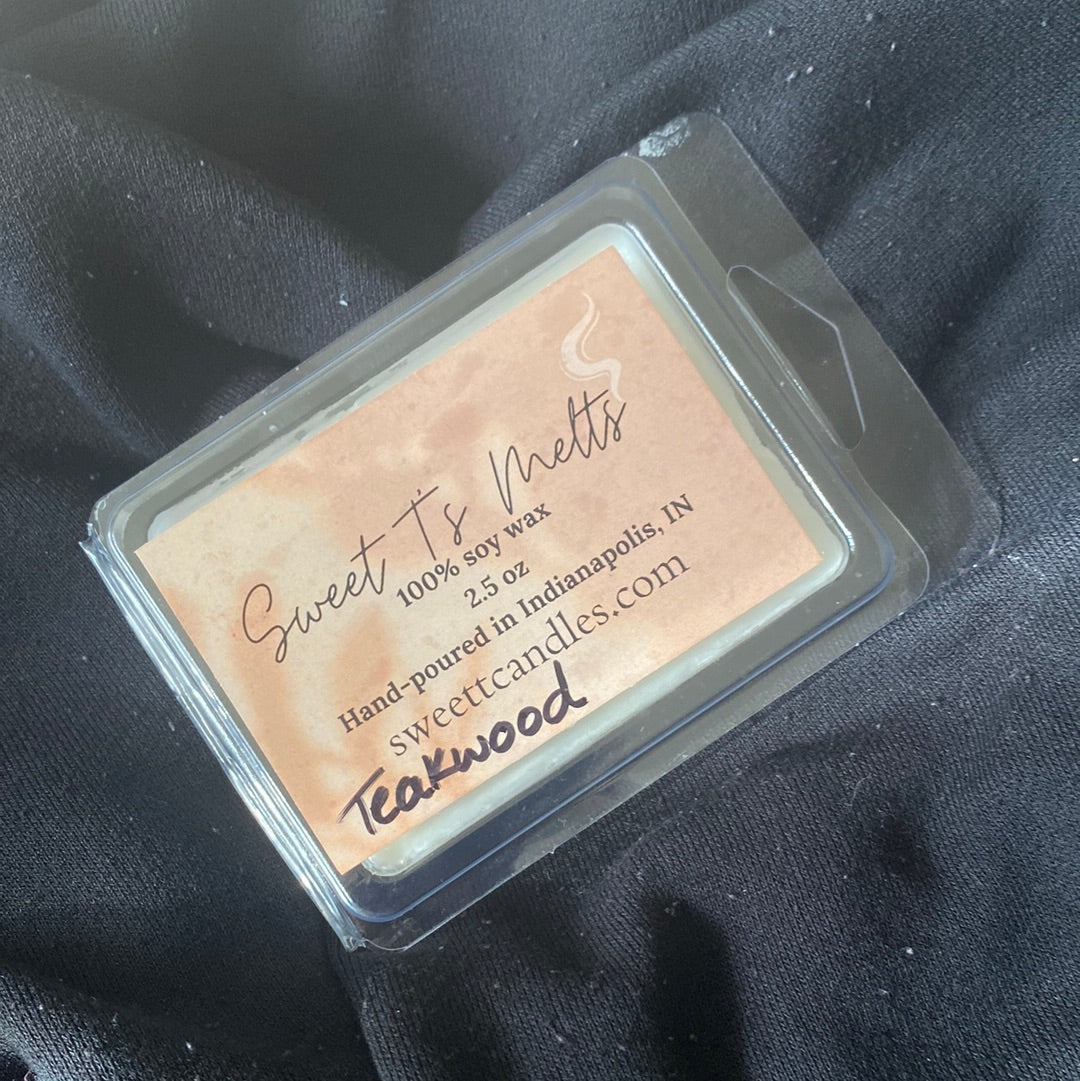 Sweet T's Melts
100% soy wax
2.5 oz
Hand-poured in Indianapolis, IN
sweettcandles.com
Teakwood